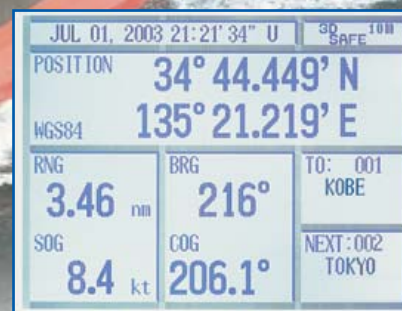 JUL 01, 2003 21:21'34" U
3D SAFE 10M
POSITION 34° 44.449' N
WGS84 135° 21.219' E
RNG 3.46 nm
BRG 216°
TO: 001 KOBE
SOG 8.4 kt
COG 206.1°
NEXT:002 TOKYO